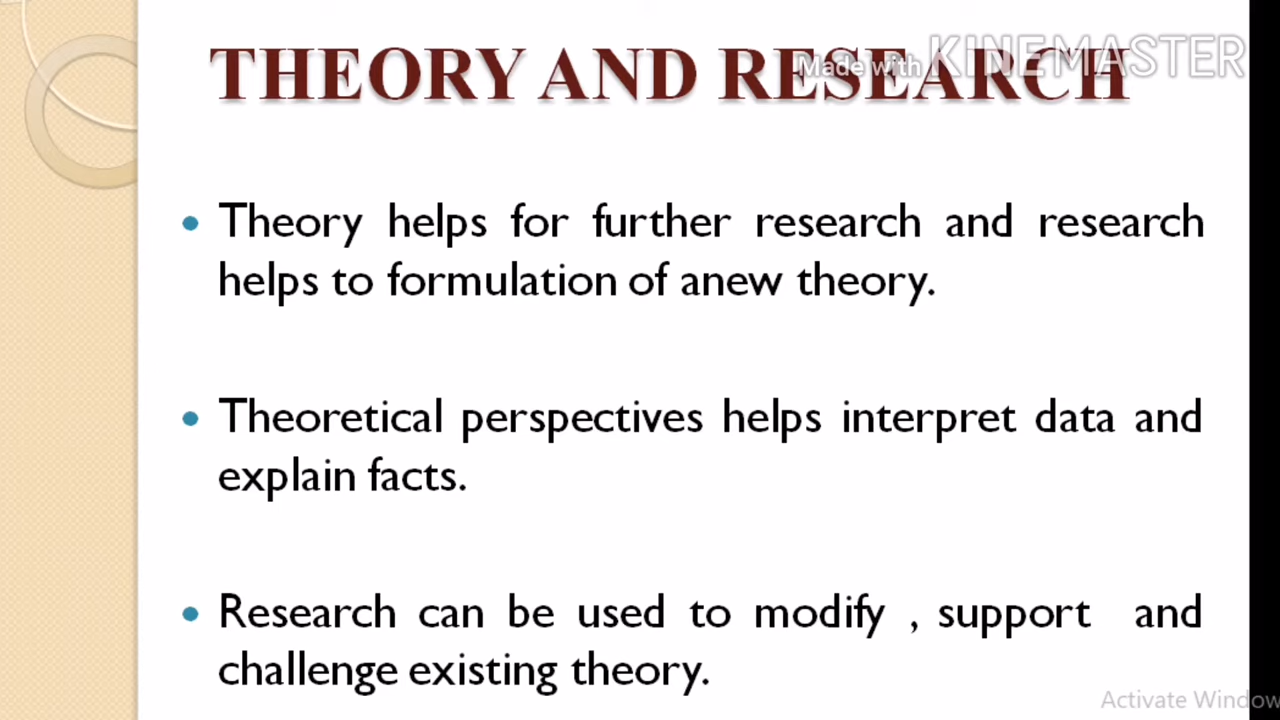 THEORY AND RESEARCH
Made with KINEMASTER
• Theory helps for further research and research
helps to formulation of anew theory.
• Theoretical perspectives helps interpret data and
explain facts.
• Research can be used to modify , support and
challenge existing theory.
Activate Window